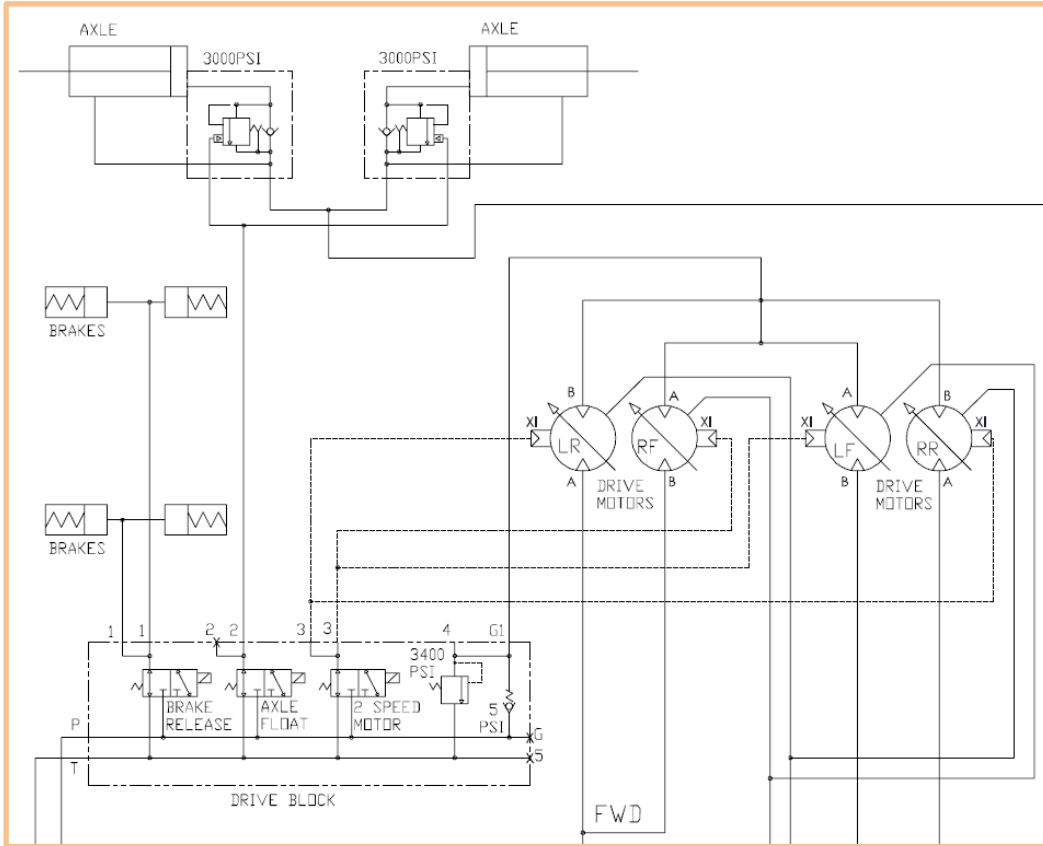 AXLE
AXLE
3000PSI
3000PSI
BRAKES
B
A
A
B
XI
LR
RF
XI
XI
LF
RR
XI
A
B
B
A
DRIVE
MOTORS
DRIVE
MOTORS
BRAKES
1
1
2
2
3
3
4
G1
3400
PSI
BRAKE
RELEASE
AXLE
FLOAT
2 SPEED
MOTOR
5
PSI
P
G
T
5
DRIVE BLOCK
FWD